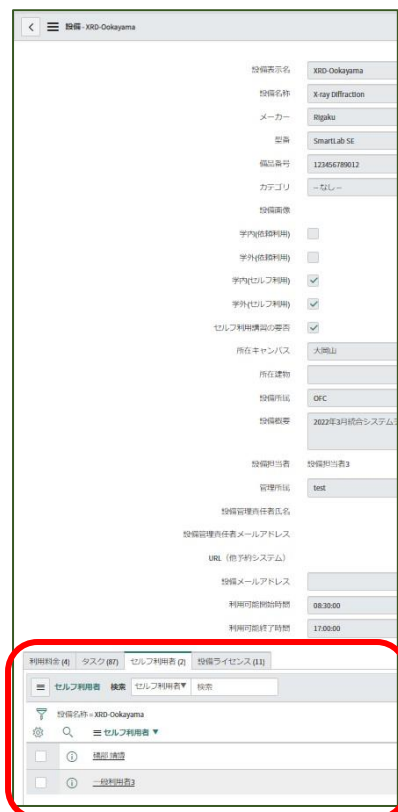 設備 - XRD-Ookayama
設備表示名 XRD-Ookayama
設備名称 X-ray Diffraction
メーカー Rigaku
型番 SmartLab SE
備品番号 123456789012
カテゴリ -- なし --
設備画像
学内(依頼利用)
学外(依頼利用)
学内(セルフ利用)
学外(セルフ利用)
セルフ利用講習の要否
所在キャンパス 大岡山
所在建物
設備所属 OFC
設備概要 2022年3月統合システムテ
設備担当者 設備担当者3
管理所属 test
設備管理責任者氏名
設備管理責任者メールアドレス
URL（他予約システム）
設備メールアドレス
利用可能開始時間 08:30:00
利用可能終了時間 17:00:00
利用料金 (4) タスク (87) セルフ利用者 (2) 設備ライセンス (11)
セルフ利用者 検索 セルフ利用者▼ 検索
設備名称 = XRD-Ookayama
セルフ利用者 ▼
一般利用者3